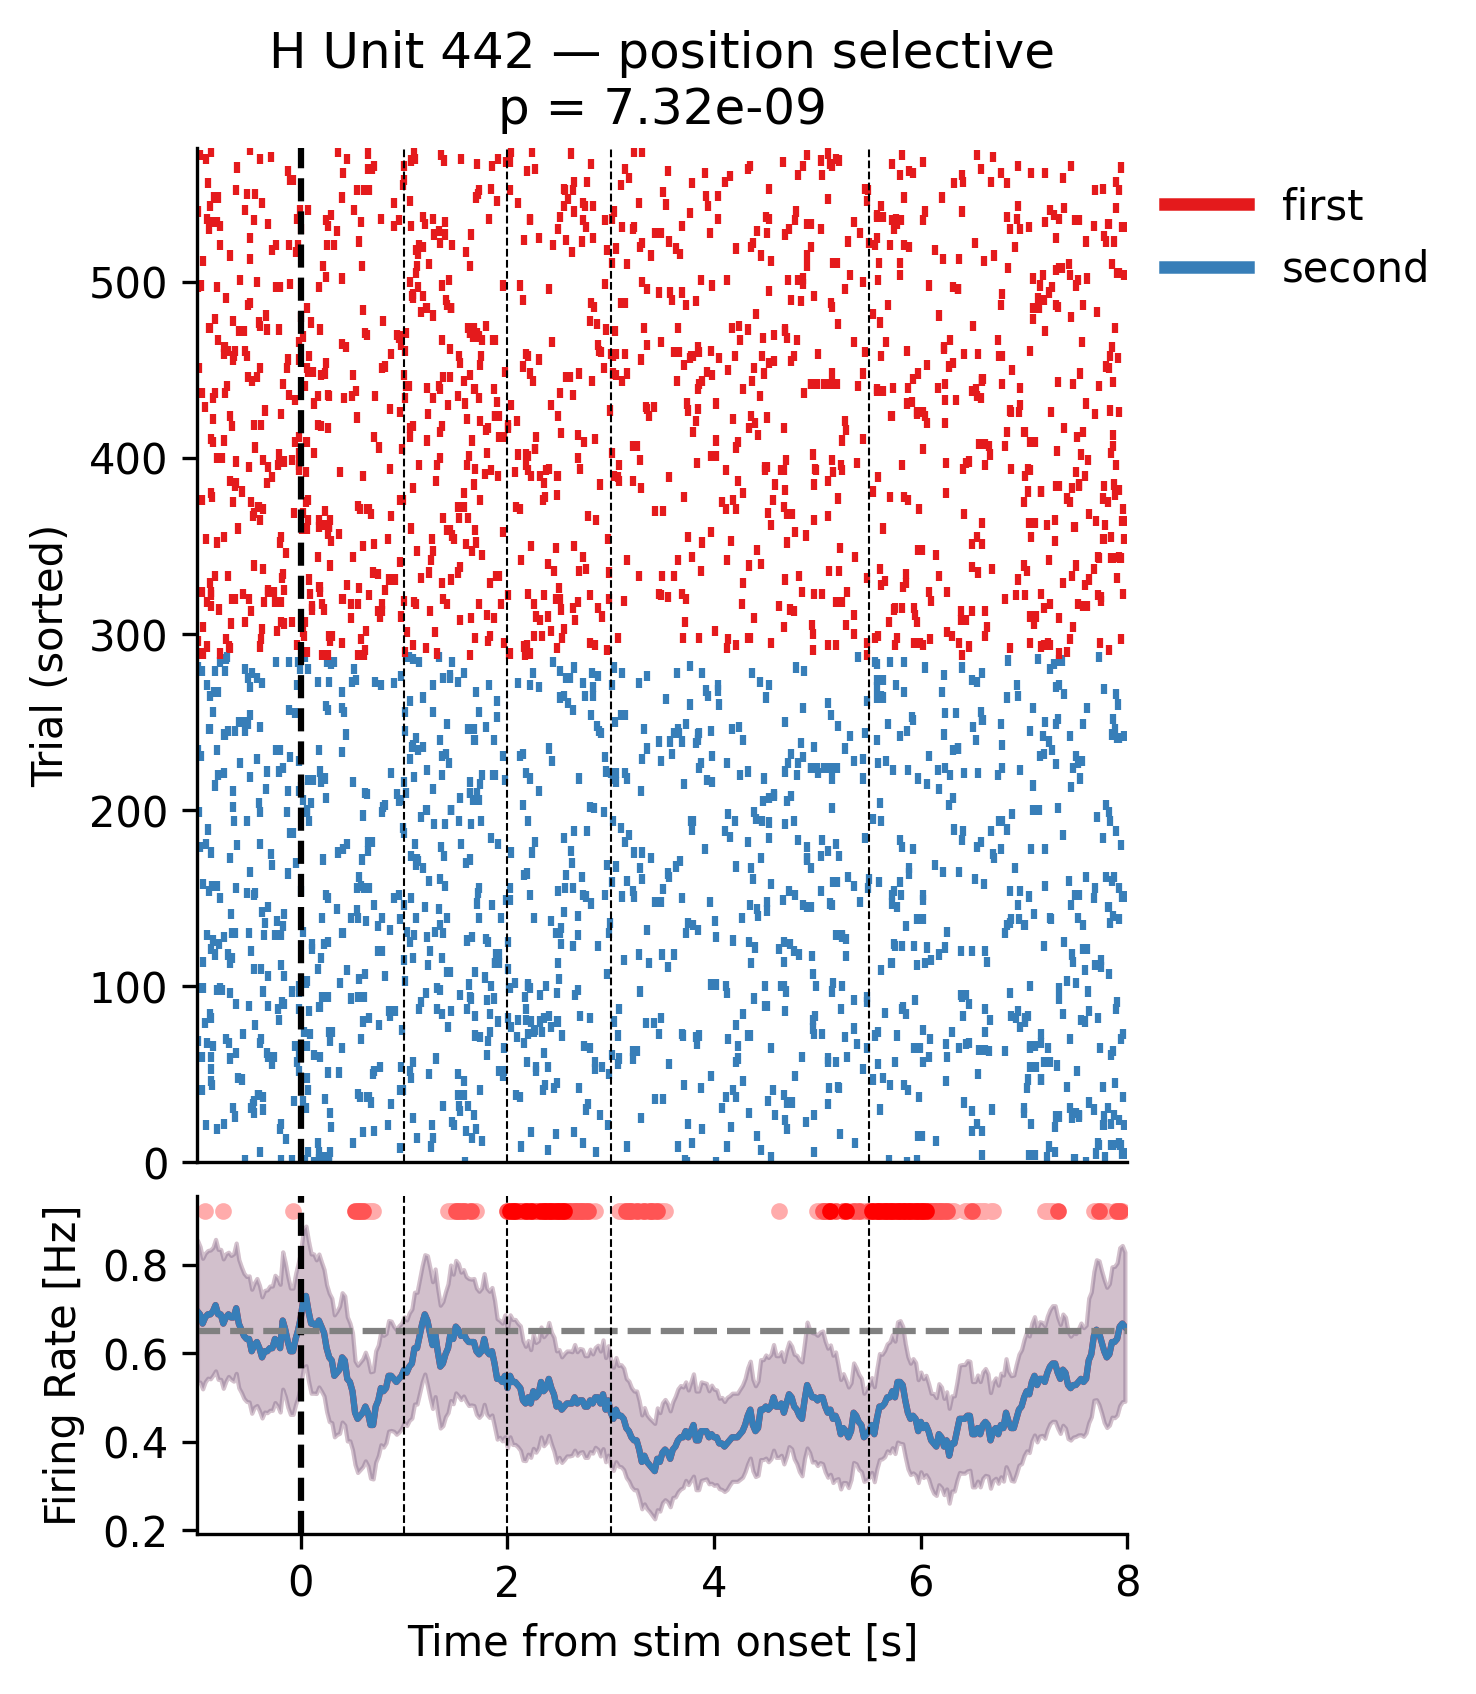 H Unit 442 — position selective
p = 7.32e-09
first
second
Trial (sorted)
500
400
300
200
100
0
Firing Rate [Hz]
0.8
0.6
0.4
0.2
0 2 4 6 8
Time from stim onset [s]